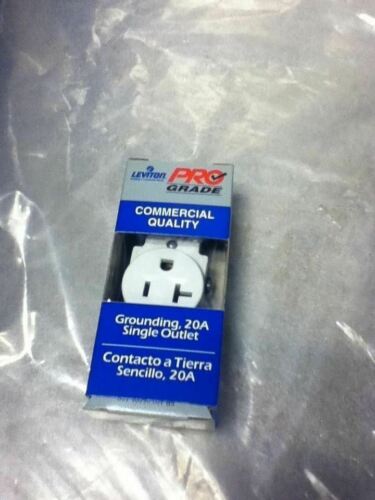 LEVITON
PRO
GRADE
COMMERCIAL
QUALITY
Grounding, 20A
Single Outlet
Contacto a Tierra
Sencillo, 20A